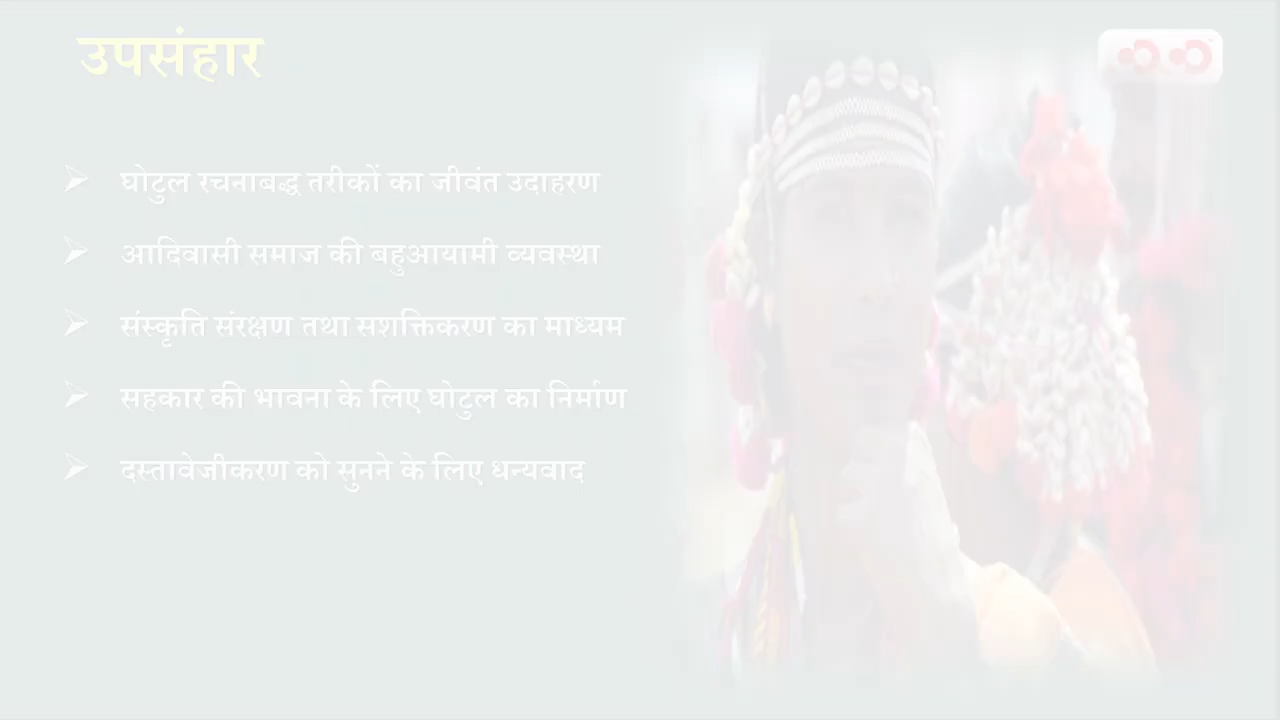 उपसंहार
घोटुल रचनाबद्ध तरीकों का जीवंत उदाहरण
आदिवासी समाज की बहुआयामी व्यवस्था
संस्कृति संरक्षण तथा सशक्तिकरण का माध्यम
सहकार की भावना के लिए घोटुल का निर्माण
दस्तावेजीकरण को सुनने के लिए धन्यवाद